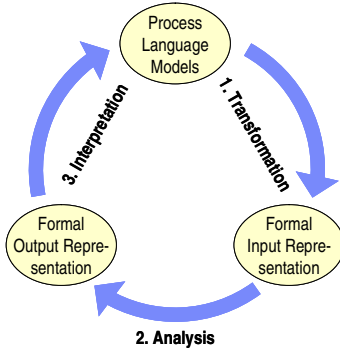 Process
Language
Models
1. Transformation
3. Interpretation
Formal
Output Repre-
sentation
Formal
Input Repre-
sentation
2. Analysis